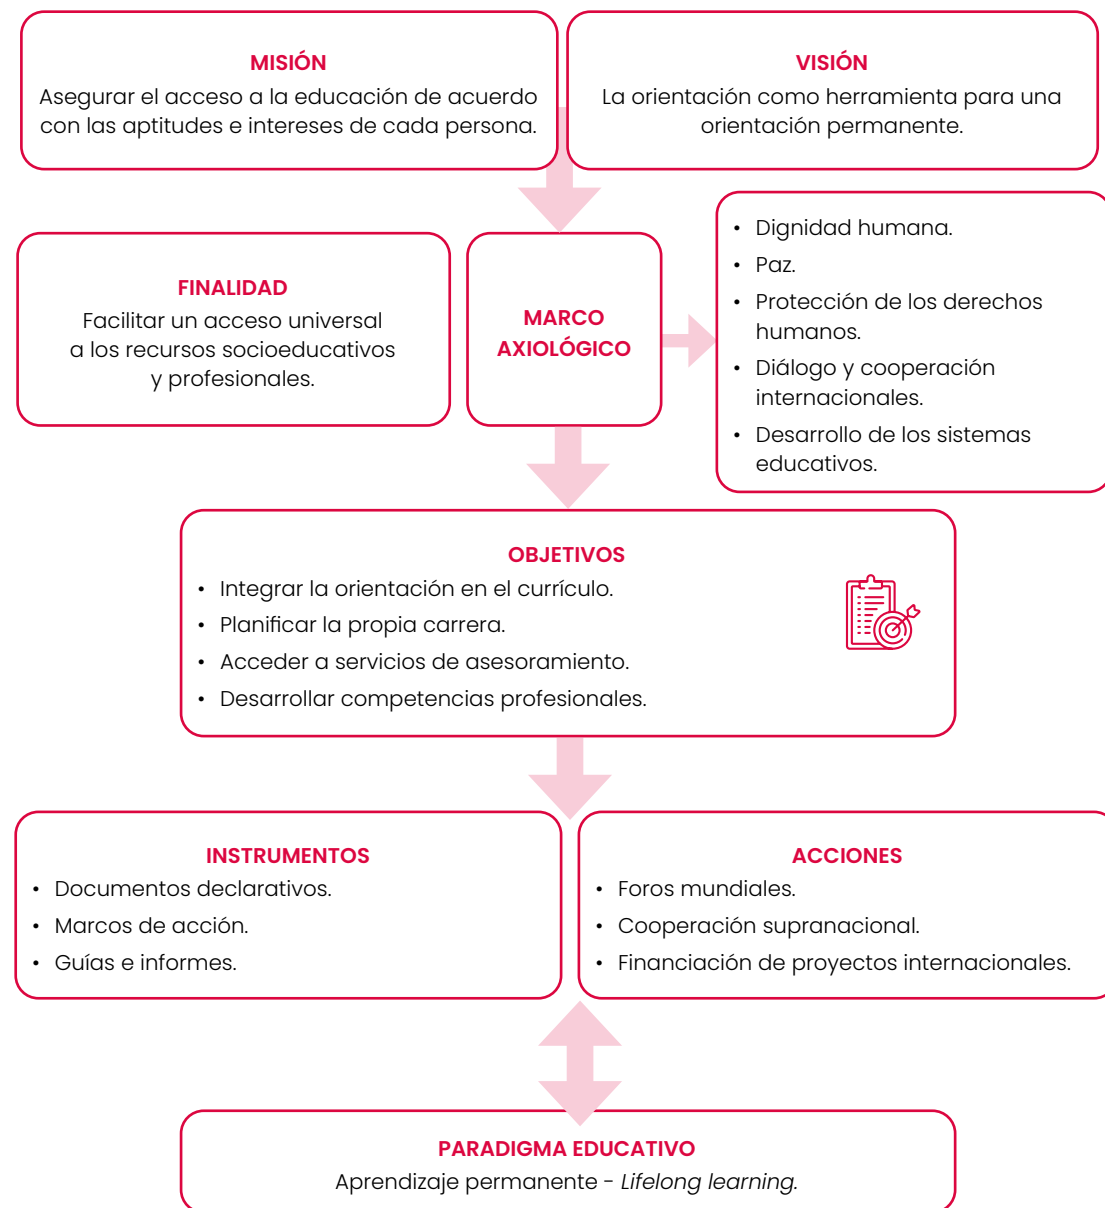 MISIÓN
Asegurar el acceso a la educación de acuerdo
con las aptitudes e intereses de cada persona.
VISIÓN
La orientación como herramienta para una
orientación permanente.
FINALIDAD
Facilitar un acceso universal
a los recursos socioeducativos
y profesionales.
MARCO
AXIOLÓGICO
• Dignidad humana.
• Paz.
• Protección de los derechos
humanos.
• Diálogo y cooperación
internacionales.
• Desarrollo de los sistemas
educativos.
OBJETIVOS
• Integrar la orientación en el currículo.
• Planificar la propia carrera.
• Acceder a servicios de asesoramiento.
• Desarrollar competencias profesionales.
INSTRUMENTOS
• Documentos declarativos.
• Marcos de acción.
• Guías e informes.
ACCIONES
• Foros mundiales.
• Cooperación supranacional.
• Financiación de proyectos internacionales.
PARADIGMA EDUCATIVO
Aprendizaje permanente - Lifelong learning.